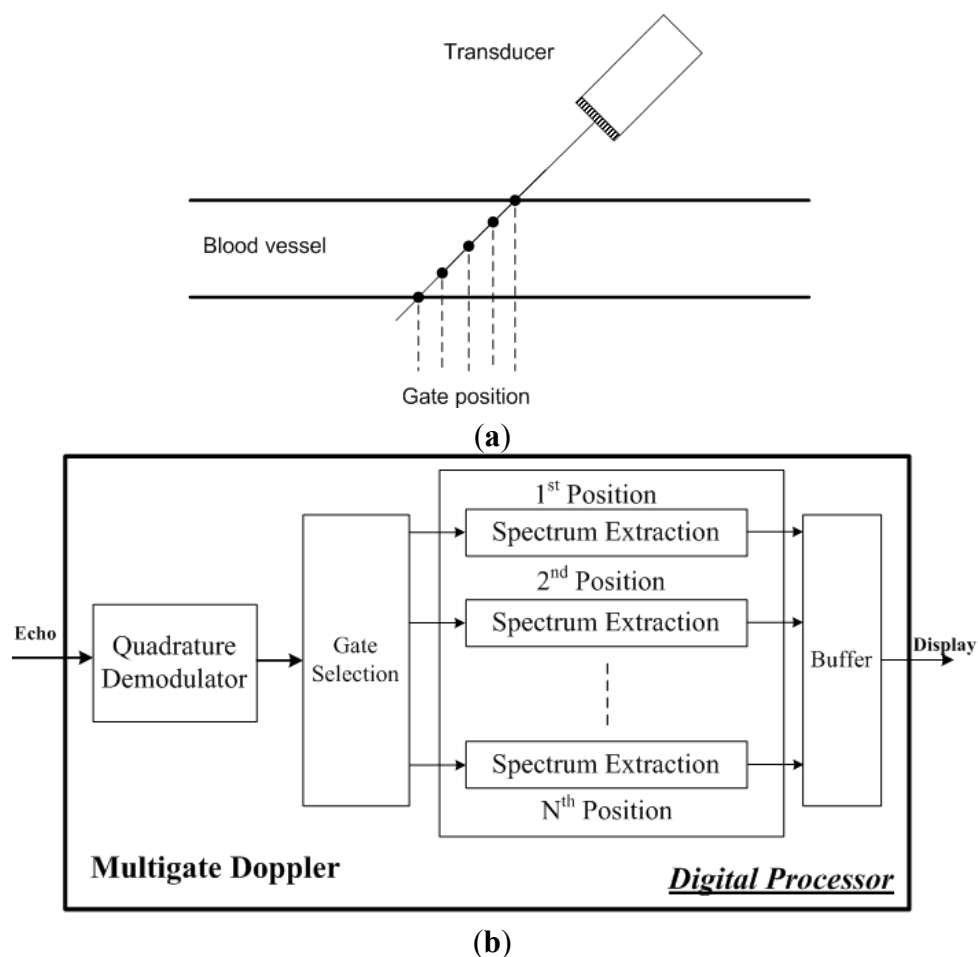 Transducer
Blood vessel
Gate position
(a)
1st Position
Spectrum Extraction
2nd Position
Spectrum Extraction
Echo
Quadrature
Demodulator
Gate
Selection
Buffer
Display
Spectrum Extraction
Nth Position
Multigate Doppler
Digital Processor
(b)